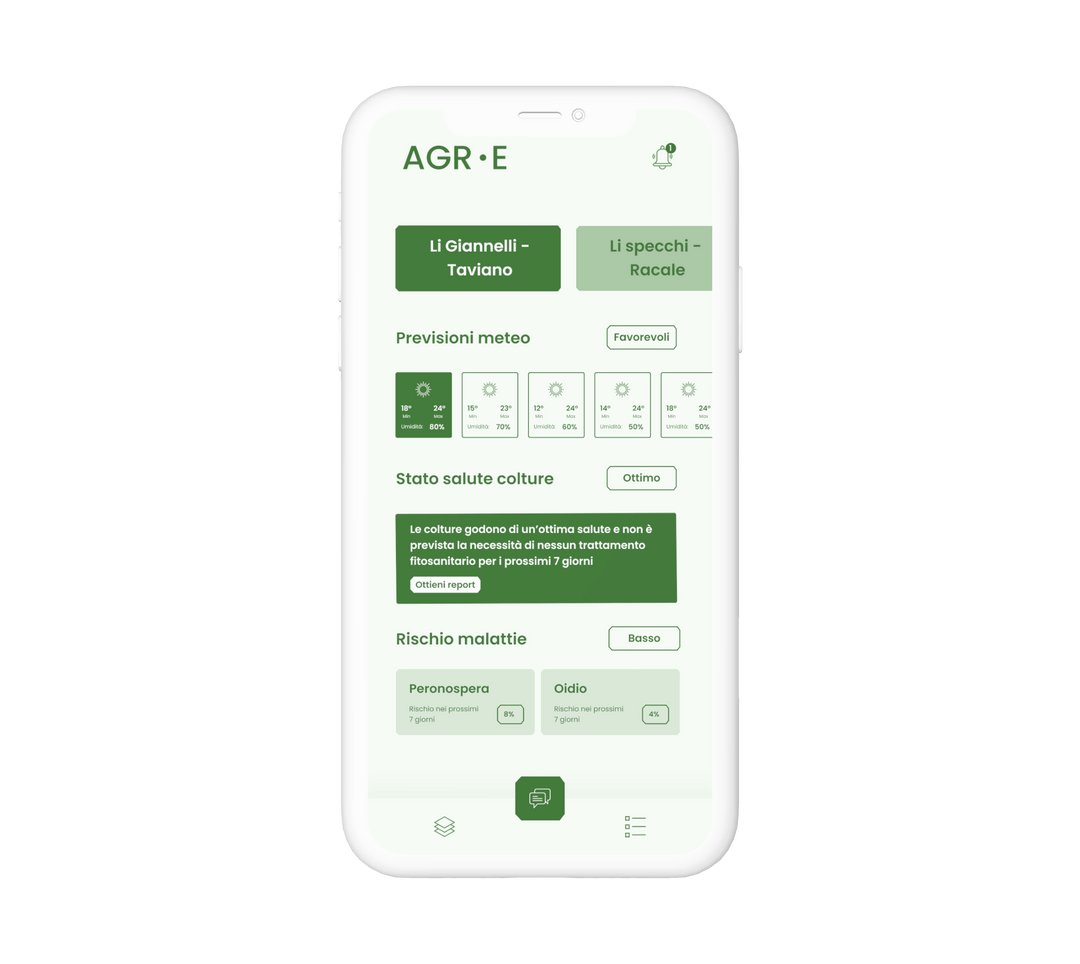 AGR•E
1
Li Giannelli -
Taviano
Li specchi -
Racale
Previsioni meteo
Favorevoli
18° 24° 15° 23° 12° 24° 14° 24° 18° 24°
Min Max Min Max Min Max Min Max Min Max
Umidità: 80% Umidità: 70% Umidità: 60% Umidità: 50% Umidità: 50%
Stato salute colture
Ottimo
Le colture godono di un'ottima salute e non è
prevista la necessità di nessun trattamento
fitosanitario per i prossimi 7 giorni
Ottieni report
Rischio malattie
Basso
Peronospera
Rischio nei prossimi
7 giorni
8%
Oidio
Rischio nei prossimi
7 giorni
4%